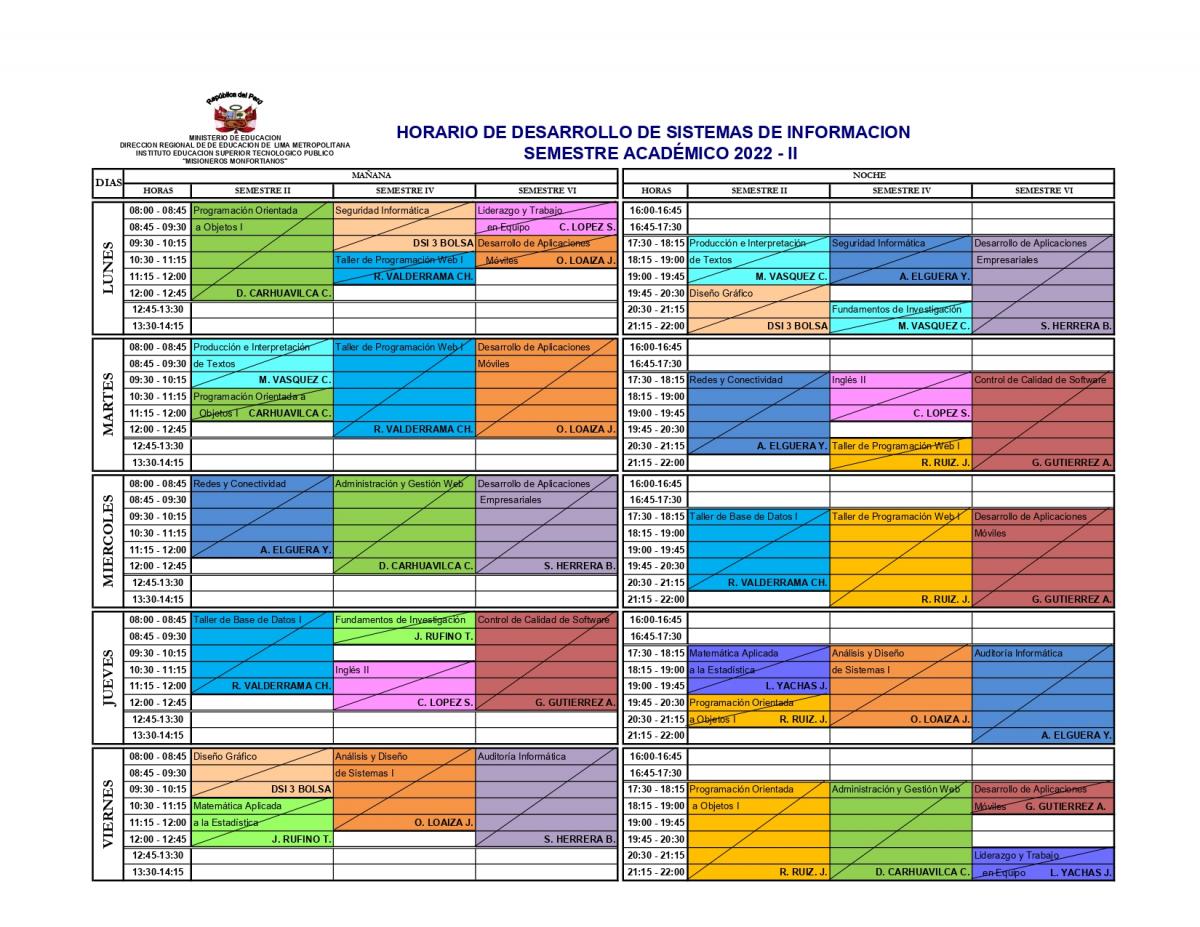 República del Perú
MINISTERIO DE EDUCACION
DIRECCION REGIONAL DE DE EDUCACION DE LIMA METROPOLITANA
INSTITUTO EDUCACION SUPERIOR TECNOLOGICO PUBLICO
"MISIONEROS MONFORTIANOS"
HORARIO DE DESARROLLO DE SISTEMAS DE INFORMACION
SEMESTRE ACADÉMICO 2022 - II
DIAS MAÑANA NOCHE
HORAS SEMESTRE II SEMESTRE IV SEMESTRE VI HORAS SEMESTRE II SEMESTRE IV SEMESTRE VI
LUNES
08:00 - 08:45 Programación Orientada Seguridad Informática Liderazgo y Trabajo 16:00-16:45
08:45 - 09:30 a Objetos I en Equipo C. LOPEZ S. 16:45-17:30
09:30 - 10:15 DSI 3 BOLSA Desarrollo de Aplicaciones 17:30 - 18:15 Producción e Interpretación Seguridad Informática Desarrollo de Aplicaciones
10:30 - 11:15 Taller de Programación Web I Móviles O. LOAIZA J. 18:15 - 19:00 de Textos Empresariales
11:15 - 12:00 R. VALDERRAMA CH. 19:00 - 19:45 M. VASQUEZ C. A. ELGUERA Y.
12:00 - 12:45 D. CARHUAVILCA C. 19:45 - 20:30 Diseño Gráfico
12:45-13:30 20:30 - 21:15 Fundamentos de Investigación
13:30-14:15 21:15 - 22:00 DSI 3 BOLSA M. VASQUEZ C. S. HERRERA B.
MARTES
08:00 - 08:45 Producción e Interpretación Taller de Programación Web I Desarrollo de Aplicaciones 16:00-16:45
08:45 - 09:30 de Textos Móviles 16:45-17:30
09:30 - 10:15 M. VASQUEZ C. 17:30 - 18:15 Redes y Conectividad Inglés II Control de Calidad de Software
10:30 - 11:15 Programación Orientada a 18:15 - 19:00
11:15 - 12:00 Objetos I CARHUAVILCA C. 19:00 - 19:45 C. LOPEZ S.
12:00 - 12:45 R. VALDERRAMA CH. O. LOAIZA J. 19:45 - 20:30
12:45-13:30 20:30 - 21:15 A. ELGUERA Y. Taller de Programación Web I
13:30-14:15 21:15 - 22:00 R. RUIZ. J. G. GUTIERREZ A.
MIERCOLES
08:00 - 08:45 Redes y Conectividad Administración y Gestión Web Desarrollo de Aplicaciones 16:00-16:45
08:45 - 09:30 Empresariales 16:45-17:30
09:30 - 10:15 17:30 - 18:15 Taller de Base de Datos I Taller de Programación Web I Desarrollo de Aplicaciones
10:30 - 11:15 18:15 - 19:00 Móviles
11:15 - 12:00 A. ELGUERA Y. 19:00 - 19:45
12:00 - 12:45 D. CARHUAVILCA C. S. HERRERA B. 19:45 - 20:30
12:45-13:30 20:30 - 21:15 R. VALDERRAMA CH.
13:30-14:15 21:15 - 22:00 R. RUIZ. J. G. GUTIERREZ A.
JUEVES
08:00 - 08:45 Taller de Base de Datos I Fundamentos de Investigación Control de Calidad de Software 16:00-16:45
08:45 - 09:30 J. RUFINO T. 16:45-17:30
09:30 - 10:15 17:30 - 18:15 Matemática Aplicada Análisis y Diseño Auditoría Informática
10:30 - 11:15 Inglés II 18:15 - 19:00 a la Estadística de Sistemas I
11:15 - 12:00 R. VALDERRAMA CH. 19:00 - 19:45 L. YACHAS J.
12:00 - 12:45 C. LOPEZ S. G. GUTIERREZ A. 19:45 - 20:30 Programación Orientada
12:45-13:30 20:30 - 21:15 a Objetos I R. RUIZ. J. O. LOAIZA J.
13:30-14:15 21:15 - 22:00 A. ELGUERA Y.
VIERNES
08:00 - 08:45 Diseño Gráfico Análisis y Diseño Auditoría Informática 16:00-16:45
08:45 - 09:30 de Sistemas I 16:45-17:30
09:30 - 10:15 DSI 3 BOLSA 17:30 - 18:15 Programación Orientada Administración y Gestión Web Desarrollo de Aplicaciones
10:30 - 11:15 Matemática Aplicada 18:15 - 19:00 a Objetos I Móviles G. GUTIERREZ A.
11:15 - 12:00 a la Estadística O. LOAIZA J. 19:00 - 19:45
12:00 - 12:45 J. RUFINO T. S. HERRERA B. 19:45 - 20:30
12:45-13:30 20:30 - 21:15 Liderazgo y Trabajo
13:30-14:15 21:15 - 22:00 R. RUIZ. J. D. CARHUAVILCA C. en Equipo L. YACHAS J.